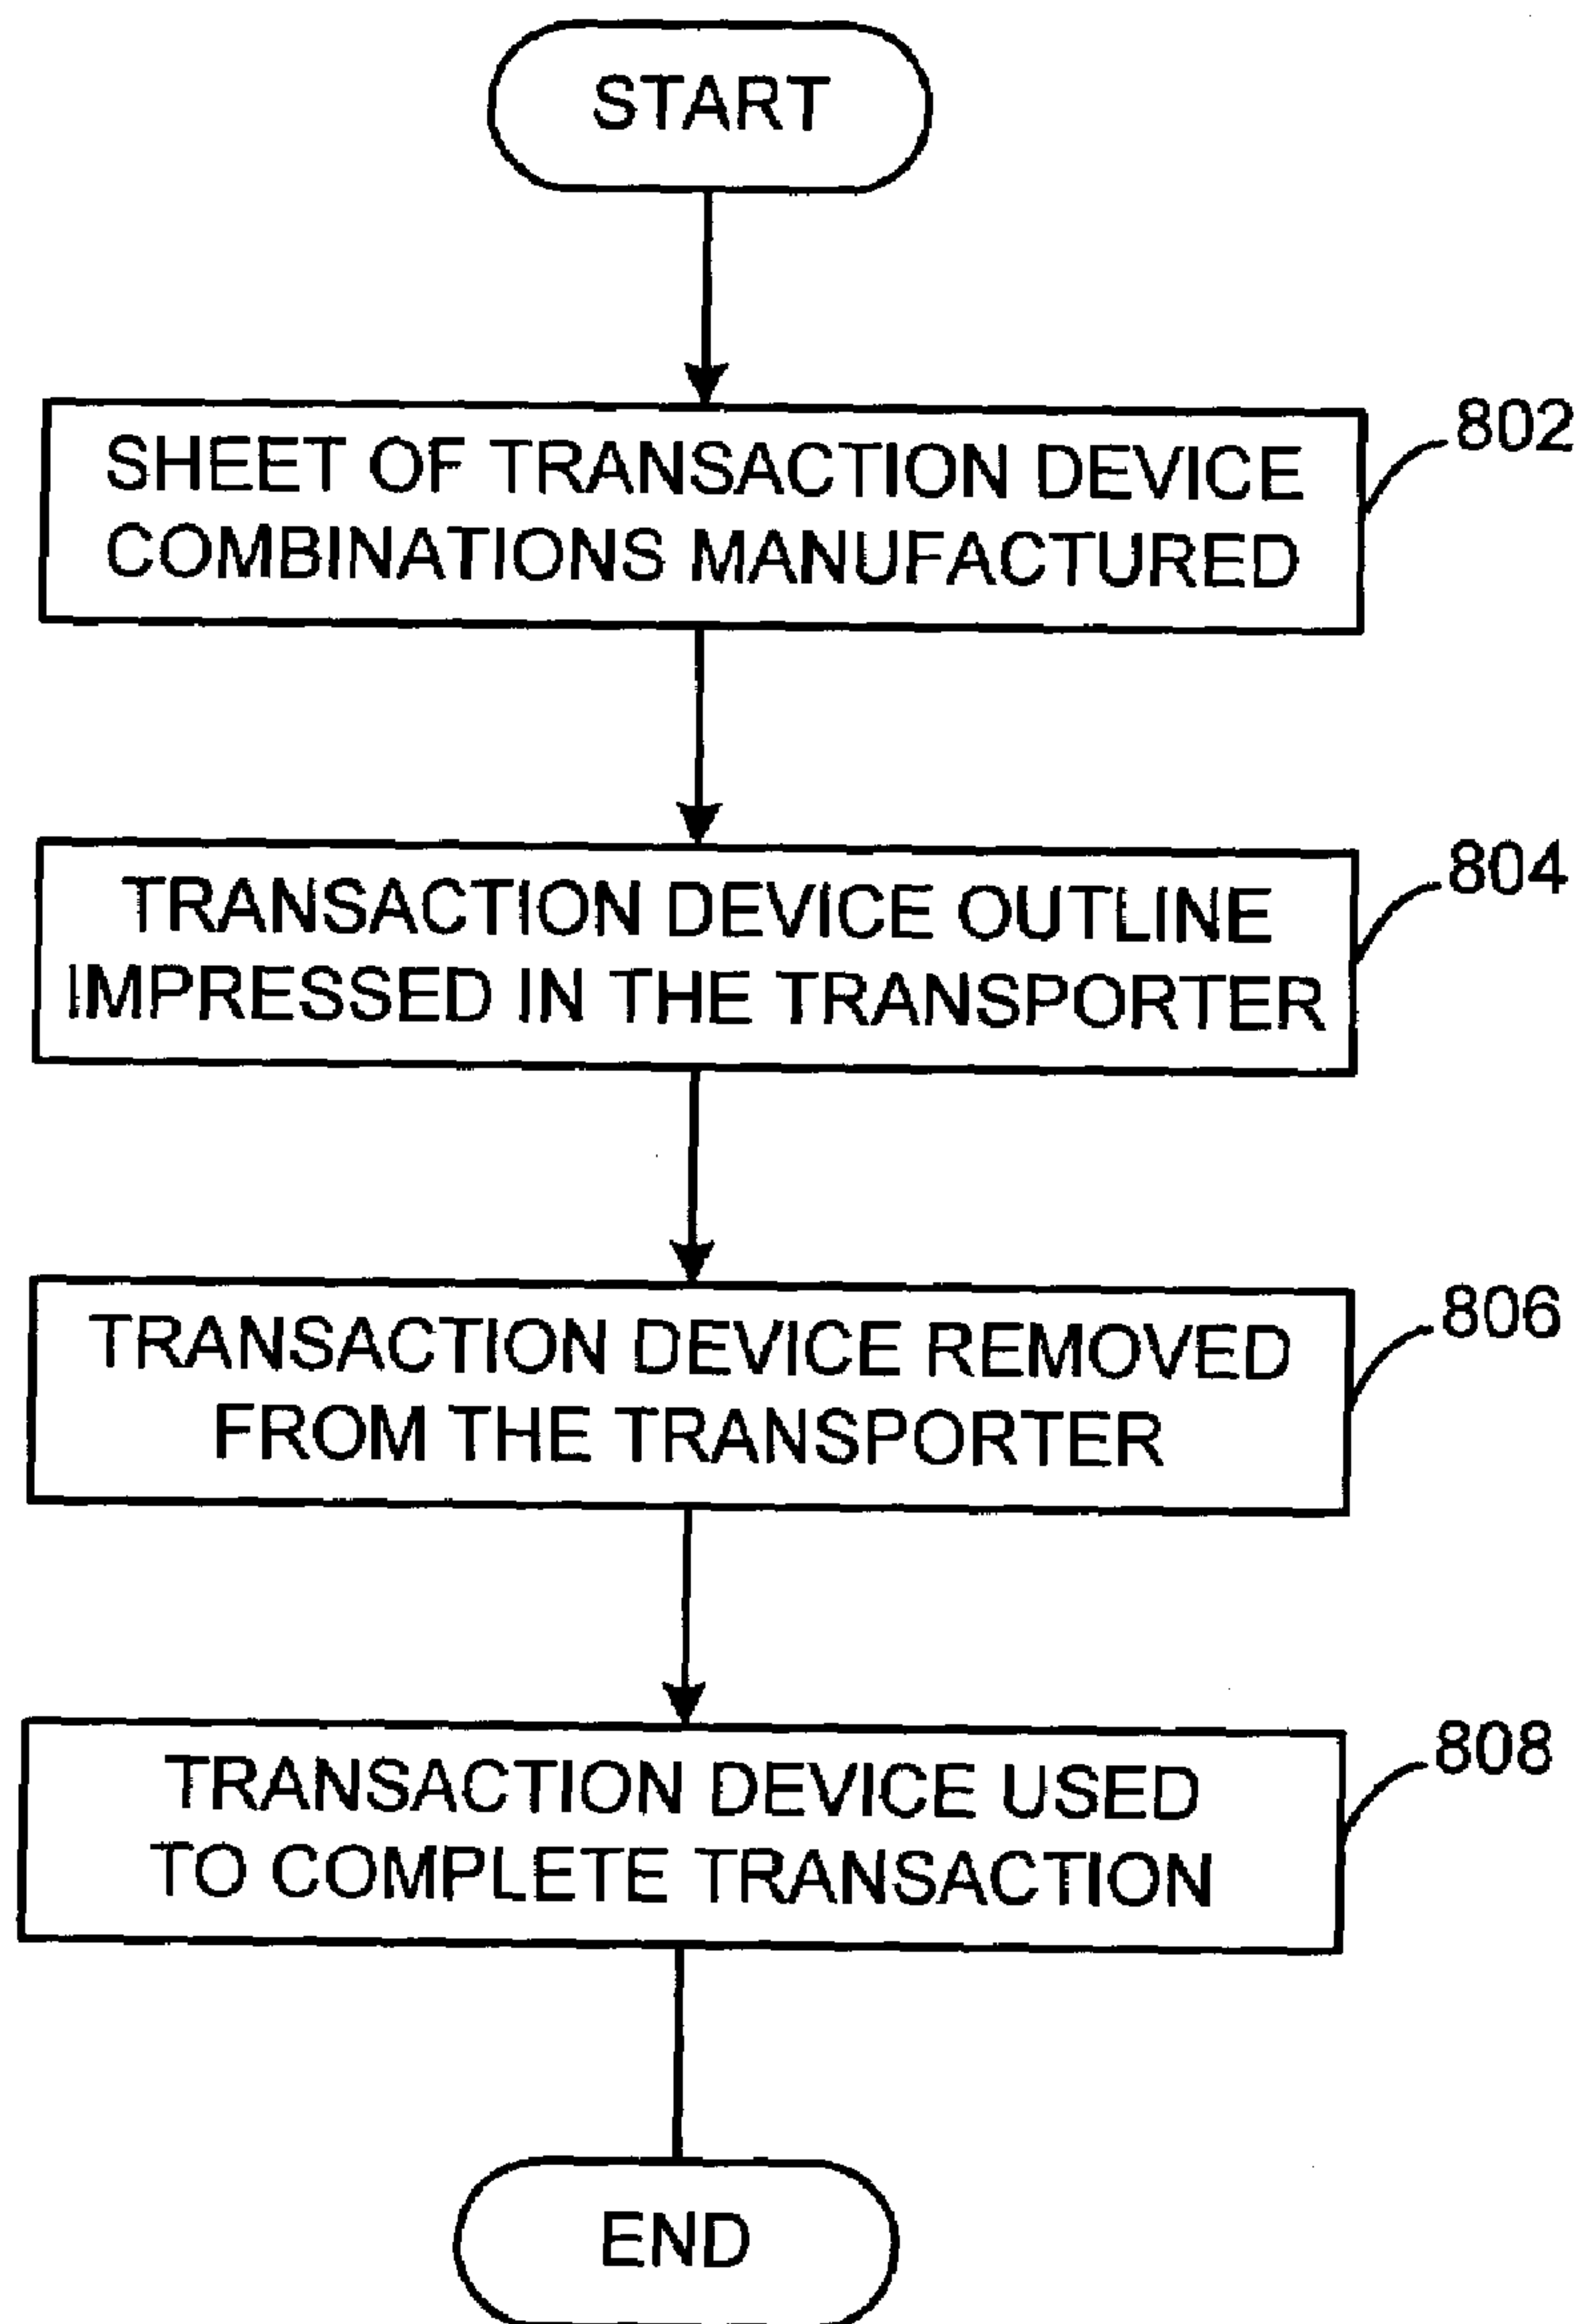 START
SHEET OF TRANSACTION DEVICE
COMBINATIONS MANUFACTURED
802
TRANSACTION DEVICE OUTLINE
IMPRESSED IN THE TRANSPORTER
804
TRANSACTION DEVICE REMOVED
FROM THE TRANSPORTER
806
TRANSACTION DEVICE USED
TO COMPLETE TRANSACTION
808
END